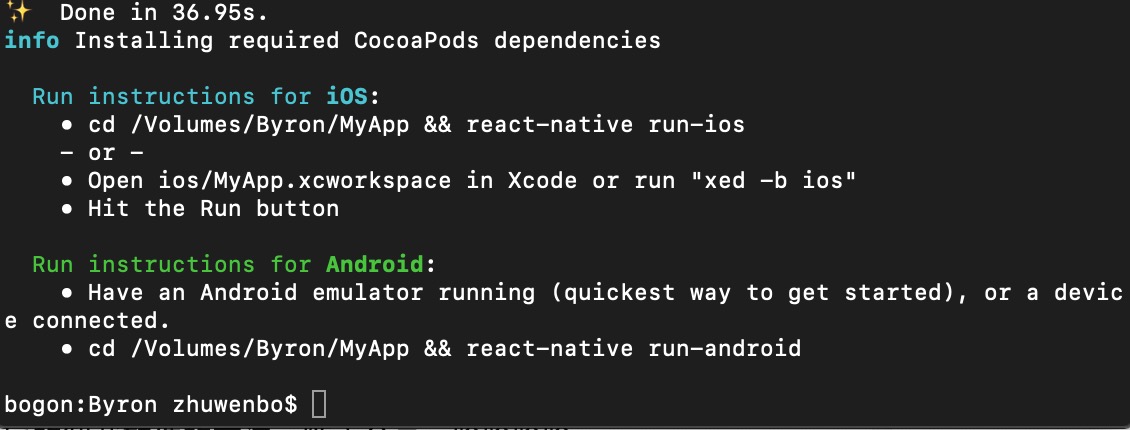 ✨  Done in 36.95s.
info Installing required CocoaPods dependencies
Run instructions for iOS:
• cd /Volumes/Byron/MyApp && react-native run-ios
- or -
• Open ios/MyApp.xcworkspace in Xcode or run "xed -b ios"
• Hit the Run button
Run instructions for Android:
• Have an Android emulator running (quickest way to get started), or a devic
e connected.
• cd /Volumes/Byron/MyApp && react-native run-android
bogon:Byron zhuwenbo$